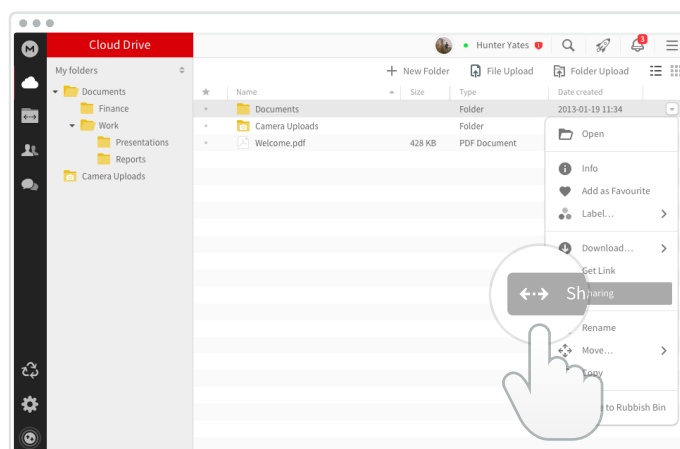 M
Cloud Drive
Hunter Yates
3
My folders
New Folder
File Upload
Folder Upload
Documents
Finance
Work
Presentations
Reports
Camera Uploads
Name
Size
Type
Date created
Documents
Folder
2013-01-19 11:34
Camera Uploads
Folder
Welcome.pdf
428 KB
PDF Document
Open
Info
Add as Favourite
Label...
Download...
Get Link
Sharing
Rename
Move...
Copy
to Rubbish Bin